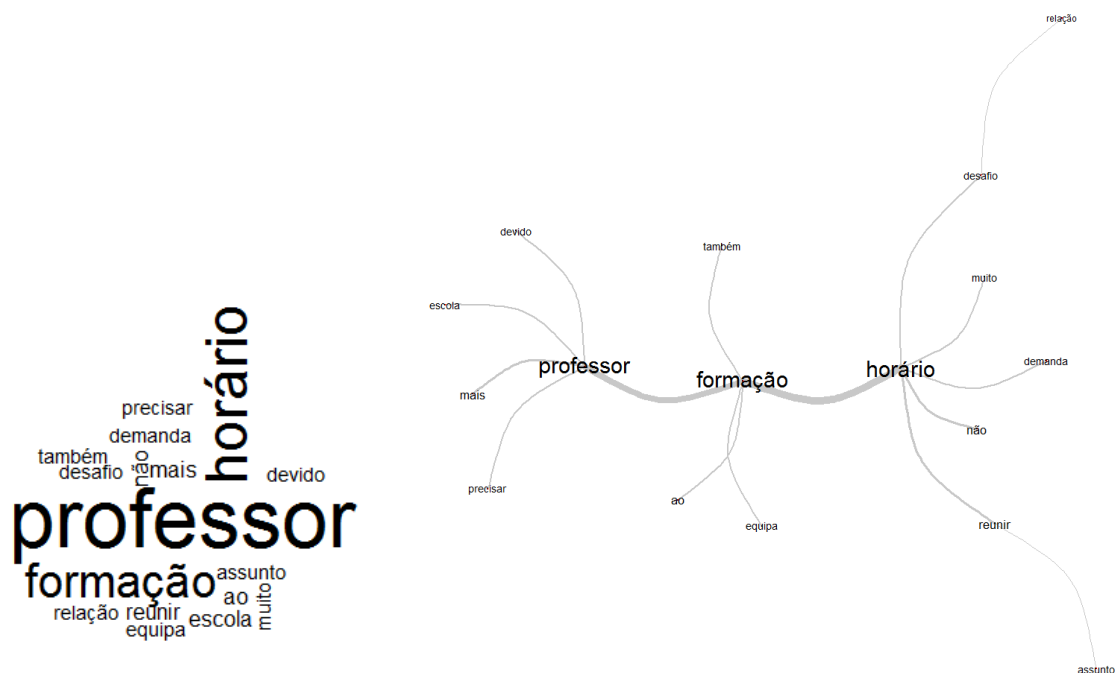 horário
precisar
demanda
também
desafio
não
mais
devido
professor
formação
assunto
ao
muito
relação
reunir
escola
equipa
relação
desafio
devido
também
muito
escola
demanda
professor
formação
horário
mais
não
precisar
ao
equipa
reunir
assunto